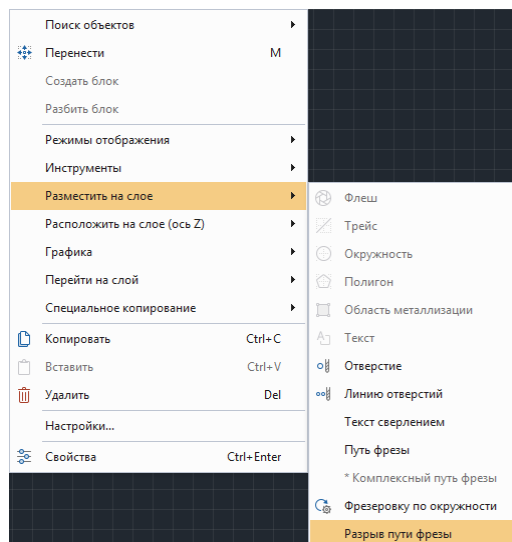 Поиск объектов
Перенести M
Создать блок
Разбить блок
Режимы отображения
Инструменты
Разместить на слое
Расположить на слое (ось Z)
Графика
Перейти на слой
Специальное копирование
Копировать Ctrl+C
Вставить Ctrl+V
Удалить Del
Настройки...
Свойства Ctrl+Enter
Флеш
Трейс
Окружность
Полигон
Область металлизации
Текст
Отверстие
Линию отверстий
Текст сверлением
Путь фрезы
* Комплексный путь фрезы
Фрезеровку по окружности
Разрыв пути фрезы